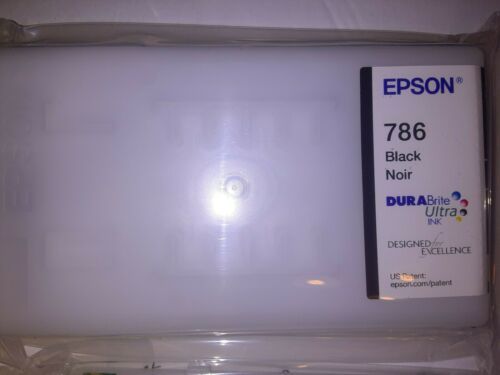 EPSON®
786
Black
Noir
DURABrite
Ultra
INK
DESIGNED for
EXCELLENCE
US Patent:
epson.com/patent